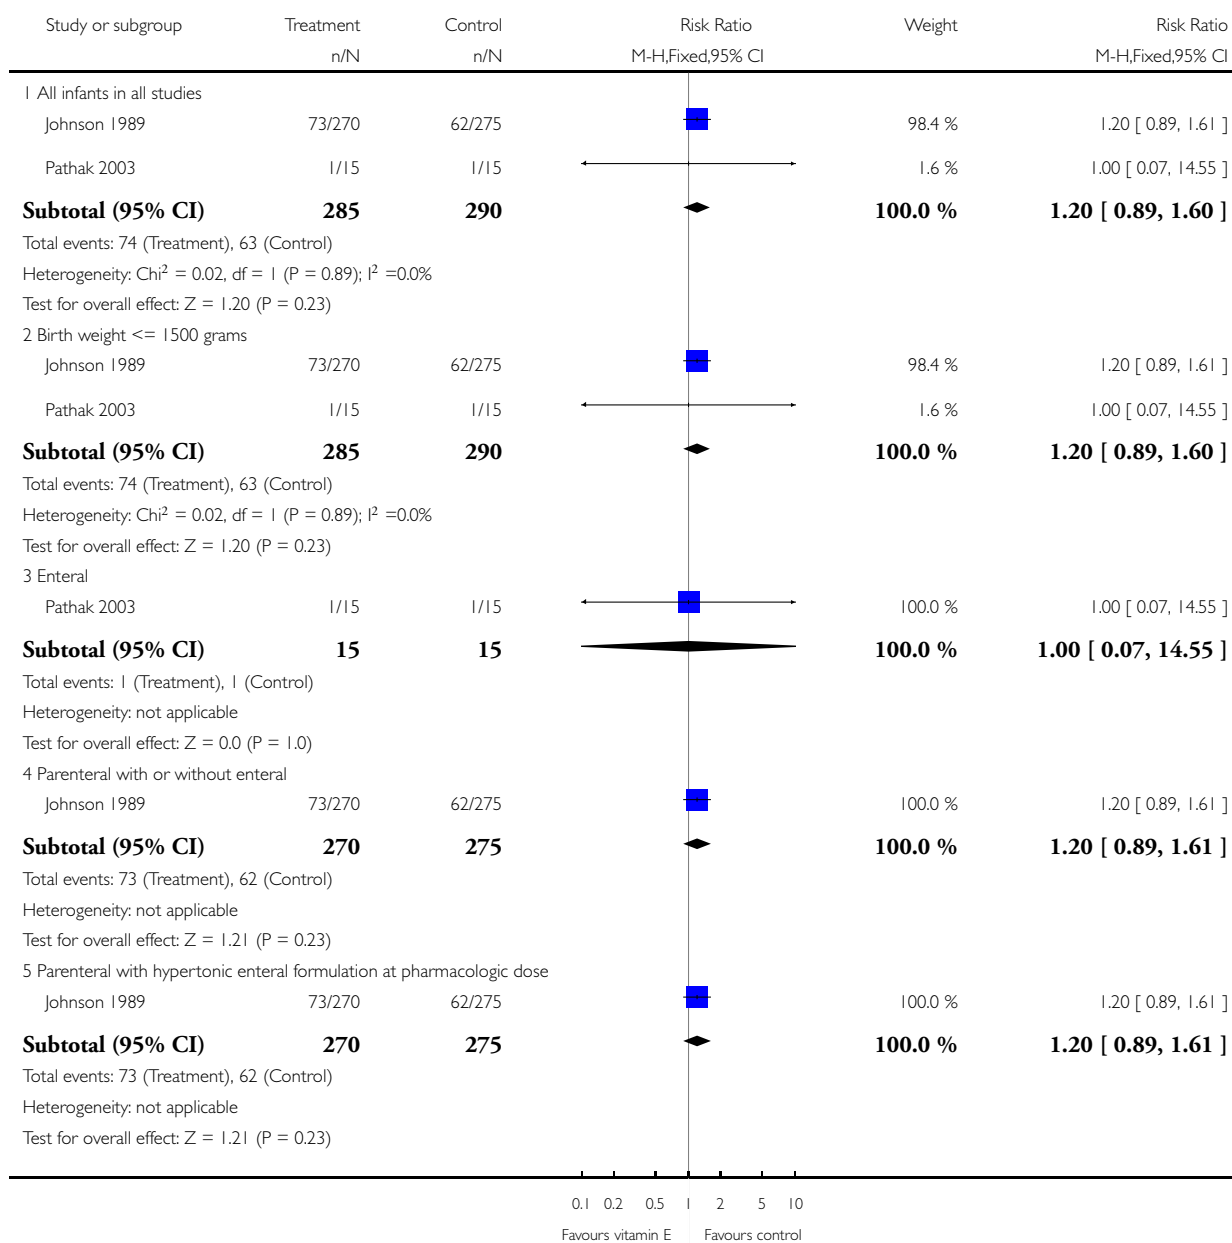 Study or subgroup Treatment Control Risk Ratio Weight Risk Ratio
n/N n/N M-H,Fixed,95% CI M-H,Fixed,95% CI
1 All infants in all studies
Johnson 1989 73/270 62/275 98.4 % 1.20 [ 0.89, 1.61 ]
Pathak 2003 1/15 1/15 1.6 % 1.00 [ 0.07, 14.55 ]
Subtotal (95% CI) 285 290 100.0 % 1.20 [ 0.89, 1.60 ]
Total events: 74 (Treatment), 63 (Control)
Heterogeneity: Chi² = 0.02, df = 1 (P = 0.89); I² =0.0%
Test for overall effect: Z = 1.20 (P = 0.23)
2 Birth weight <= 1500 grams
Johnson 1989 73/270 62/275 98.4 % 1.20 [ 0.89, 1.61 ]
Pathak 2003 1/15 1/15 1.6 % 1.00 [ 0.07, 14.55 ]
Subtotal (95% CI) 285 290 100.0 % 1.20 [ 0.89, 1.60 ]
Total events: 74 (Treatment), 63 (Control)
Heterogeneity: Chi² = 0.02, df = 1 (P = 0.89); I² =0.0%
Test for overall effect: Z = 1.20 (P = 0.23)
3 Enteral
Pathak 2003 1/15 1/15 100.0 % 1.00 [ 0.07, 14.55 ]
Subtotal (95% CI) 15 15 100.0 % 1.00 [ 0.07, 14.55 ]
Total events: 1 (Treatment), 1 (Control)
Heterogeneity: not applicable
Test for overall effect: Z = 0.0 (P = 1.0)
4 Parenteral with or without enteral
Johnson 1989 73/270 62/275 100.0 % 1.20 [ 0.89, 1.61 ]
Subtotal (95% CI) 270 275 100.0 % 1.20 [ 0.89, 1.61 ]
Total events: 73 (Treatment), 62 (Control)
Heterogeneity: not applicable
Test for overall effect: Z = 1.21 (P = 0.23)
5 Parenteral with hypertonic enteral formulation at pharmacologic dose
Johnson 1989 73/270 62/275 100.0 % 1.20 [ 0.89, 1.61 ]
Subtotal (95% CI) 270 275 100.0 % 1.20 [ 0.89, 1.61 ]
Total events: 73 (Treatment), 62 (Control)
Heterogeneity: not applicable
Test for overall effect: Z = 1.21 (P = 0.23)
0.1 0.2 0.5 1 2 5 10
Favours vitamin E Favours control